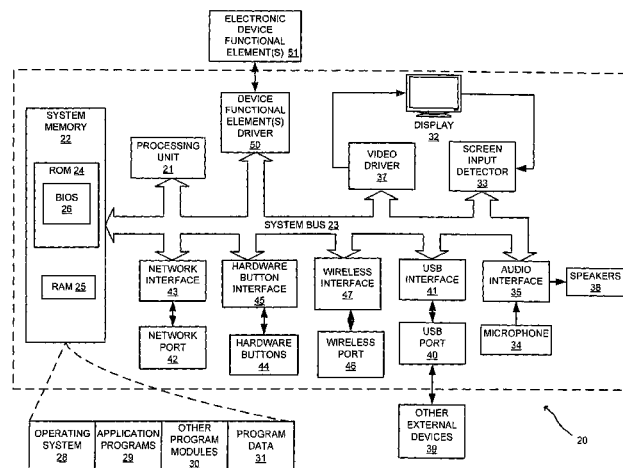 ELECTRONIC
DEVICE
FUNCTIONAL
ELEMENT(S)
51
SYSTEM
MEMORY
22
ROM 24
BIOS
26
RAM 25
PROCESSING
UNIT
21
DEVICE
FUNCTIONAL
ELEMENT(S)
DRIVER
50
DISPLAY
32
VIDEO
DRIVER
37
SCREEN
INPUT
DETECTOR
33
SYSTEM BUS 23
NETWORK
INTERFACE
43
HARDWARE
BUTTON
INTERFACE
45
WIRELESS
INTERFACE
47
USB
INTERFACE
41
AUDIO
INTERFACE
35
SPEAKERS
38
NETWORK
PORT
42
HARDWARE
BUTTONS
44
WIRELESS
PORT
46
USB
PORT
40
MICROPHONE
34
OTHER
EXTERNAL
DEVICES
39
20
OPERATING
SYSTEM
28
APPLICATION
PROGRAMS
29
OTHER
PROGRAM
MODULES
30
PROGRAM
DATA
31